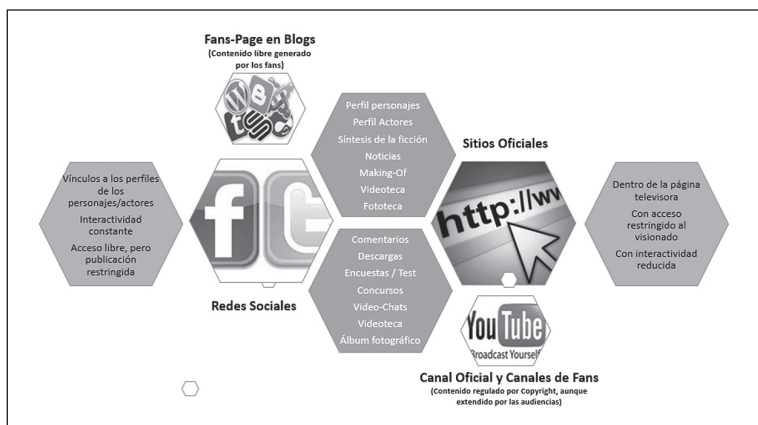 Fans-Page en Blogs
(Contenido libre generado
por los fans)
Perfil personajes
Perfil Actores
Síntesis de la ficción
Noticias
Making-Of
Videoteca
Fototeca
Sitios Oficiales
Vínculos a los perfiles
de los
personajes/actores
Interactividad
constante
Acceso libre, pero
publicación
restringida
f
t
http://ww
Dentro de la página
televisora
Con acceso
restringido al
visionado
Con interactividad
reducida
Comentarios
Descargas
Encuestas / Test
Concursos
Video-Chats
Videoteca
Álbum fotográfico
Redes Sociales
YouTube
Broadcast Yourself
Canal Oficial y Canales de Fans
(Contenido regulado por Copyright, aunque
extendido por las audiencias)